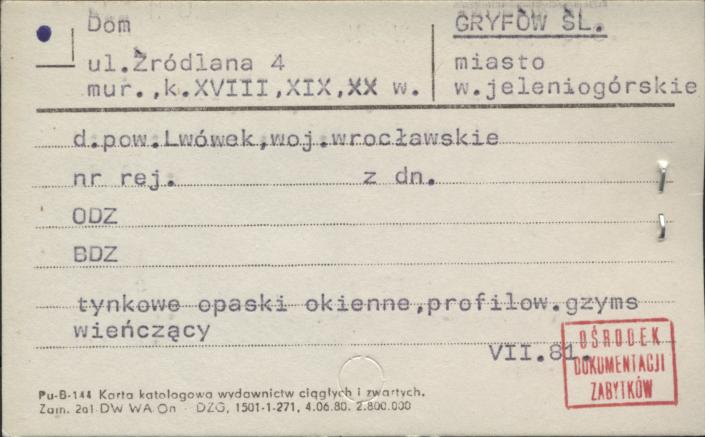 Dom
ul.Źródlana 4
mur.,k.XVIII,XIX,XX w.
GRYFÓW ŚL.
miasto
w.jeleniogórskie
d.pow.Lwówek,woj.wrocławskie
nr rej. z dn.
ODZ
BDZ
tynkowe opaski okienne,profilow.gzyms
wieńczący
VII.81.
OŚRODEK
DOKUMENTACJI
ZABYTKÓW
Pu-B-144 Karta katologowa wydawnictw ciągłych i zwartych.
Zam. 2a1 DW WA On - DZG, 1501-1-271, 4.06.80. 2.800.000